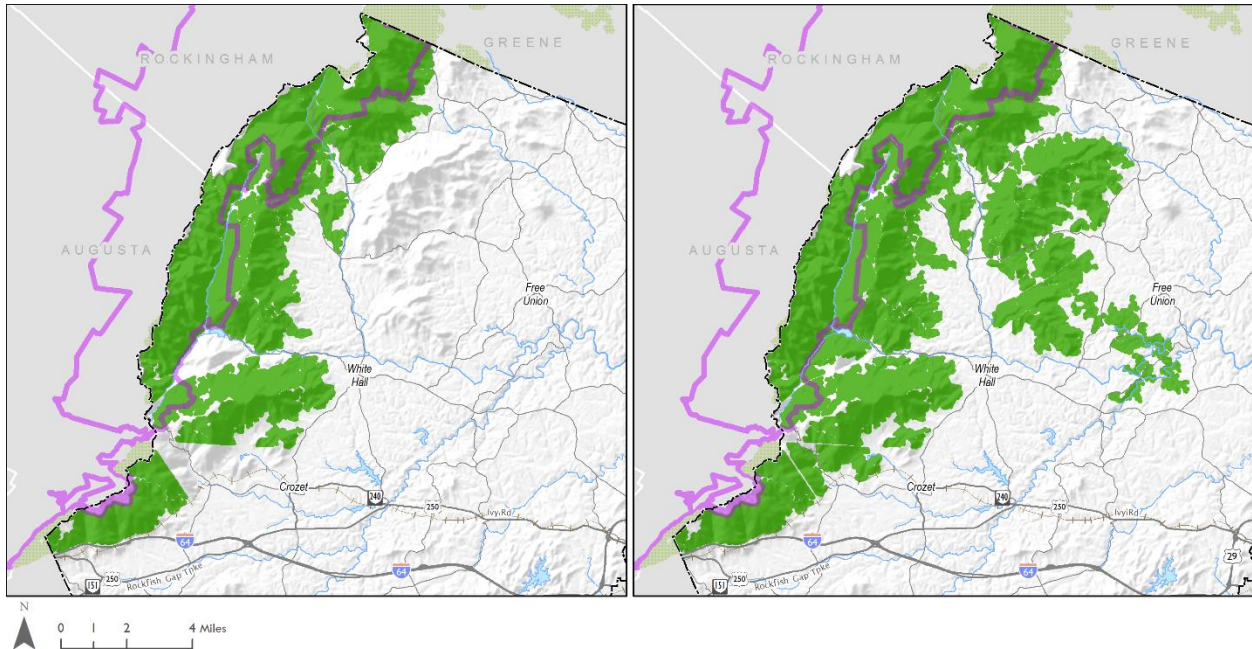 ROCKINGHAM
GREENE
AUGUSTA
Free
Union
White
Hall
Crozet
240
250
Ivy Rd
64
151
250
Rockfish Gap Tpke
64
ROCKINGHAM
GREENE
AUGUSTA
Free
Union
White
Hall
Crozet
240
250
Ivy Rd
64
29
151
250
Rockfish Gap Tpke
64
N
0 1 2 4 Miles